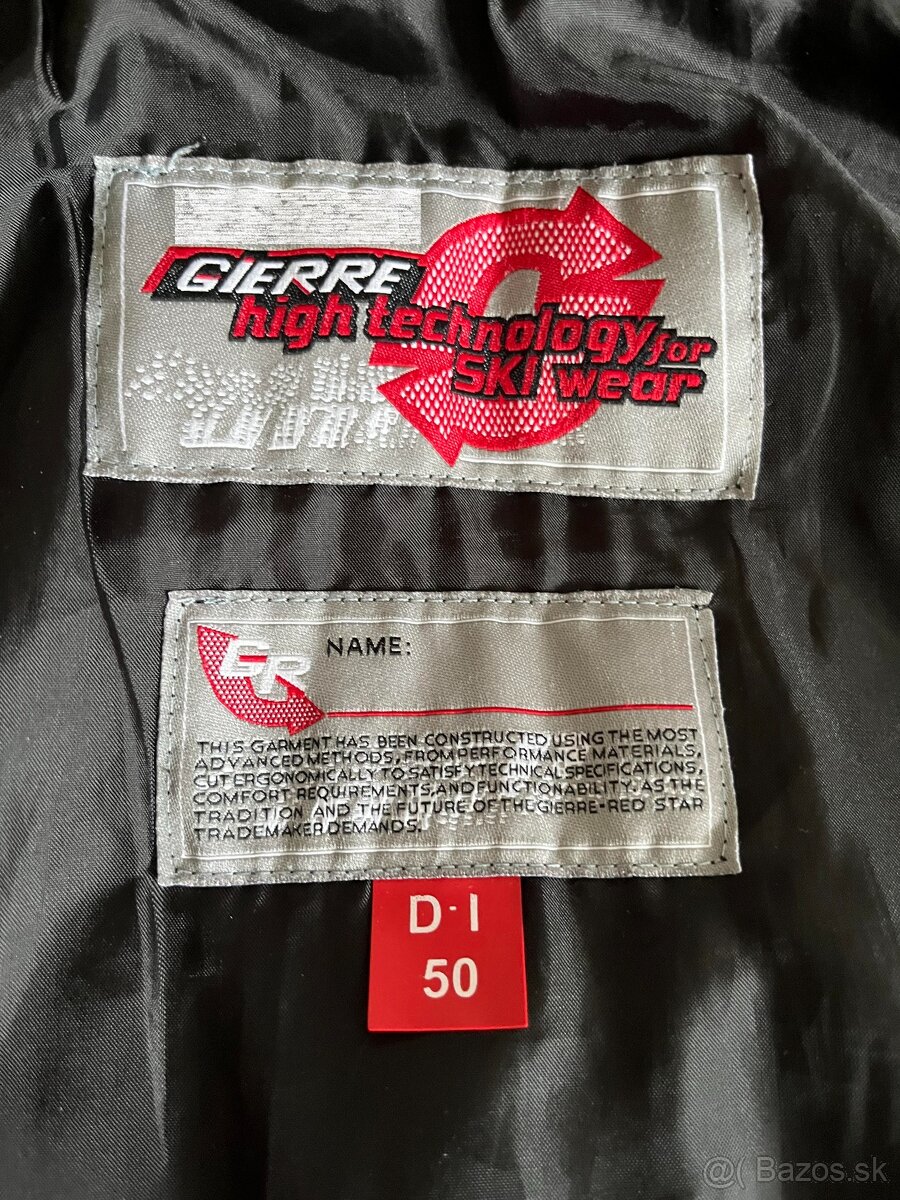 GIERRE
high technology for
SKI wear
GR
NAME:
THIS GARMENT HAS BEEN CONSTRUCTED USING THE MOST
ADVANCED METHODS, FROM PERFORMANCE MATERIALS,
CUT ERGONOMICALLY TO SATISFY TECHNICAL SPECIFICATIONS,
COMFORT REQUIREMENTS, AND FUNCTIONABILITY. AS THE
TRADITION AND THE FUTURE OF THE GIERRE-RED STAR
TRADEMAKER DEMANDS.
D-I
50
@( Bazos.sk